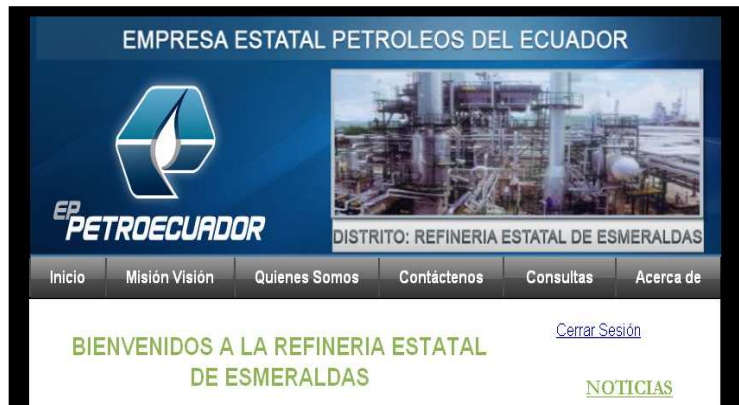 EMPRESA ESTATAL PETROLEOS DEL ECUADOR
EP
PETROECUADOR
DISTRITO: REFINERIA ESTATAL DE ESMERALDAS
Inicio
Misión Visión
Quienes Somos
Contáctenos
Consultas
Acerca de
BIENVENIDOS A LA REFINERIA ESTATAL
DE ESMERALDAS
Cerrar Sesión
NOTICIAS